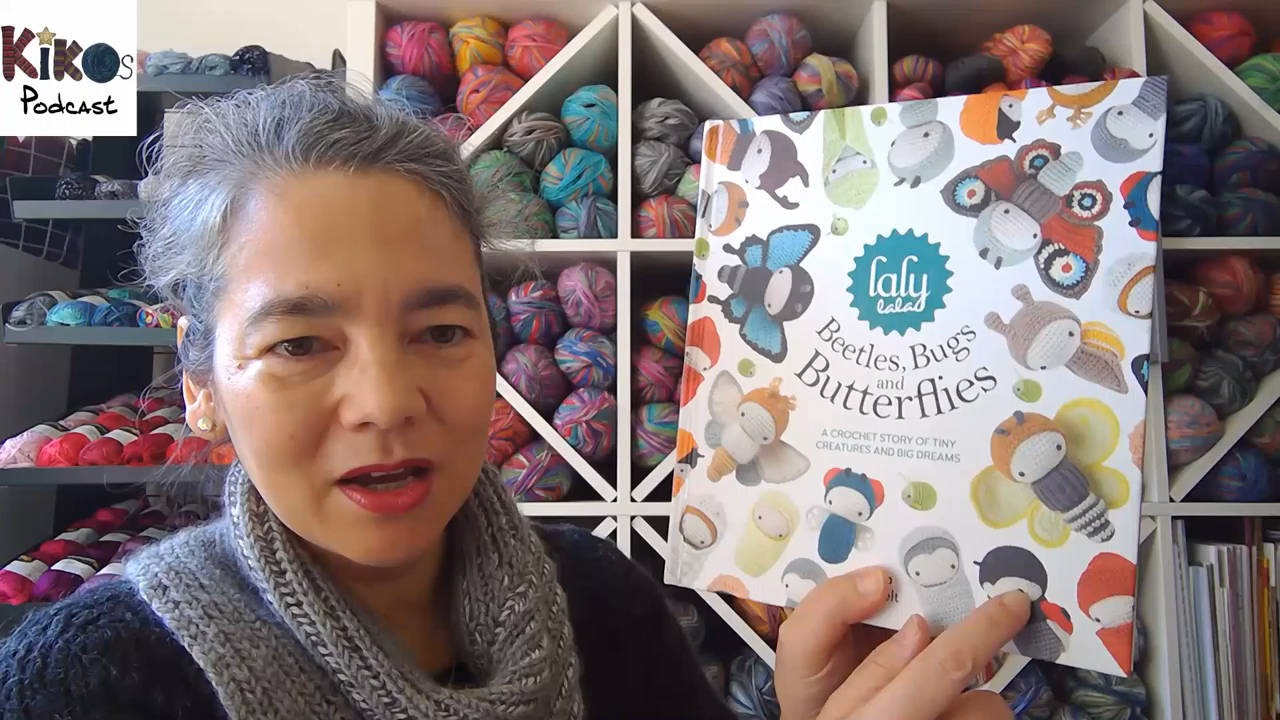 KiKOs
Podcast
laly
lala
Beetles, Bugs
and
Butterflies
A CROCHET STORY OF TINY
CREATURES AND BIG DREAMS